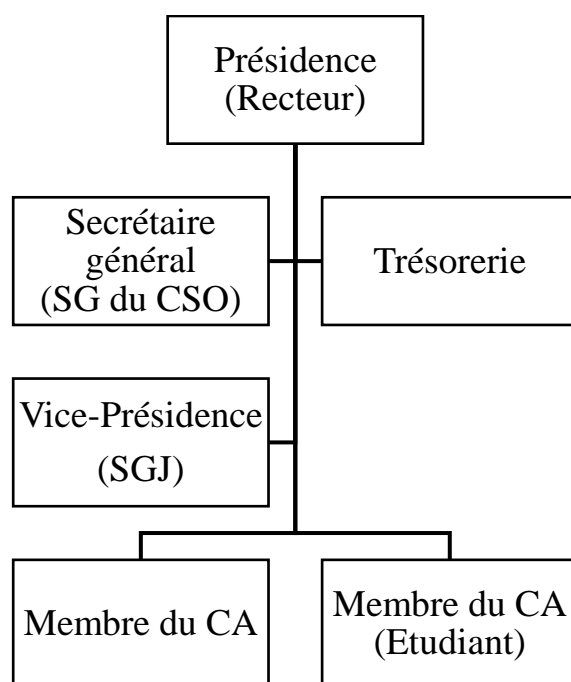 Présidence
(Recteur)
Secrétaire
général
(SG du CSO)
Trésorerie
Vice-Présidence
(SGJ)
Membre du CA
Membre du CA
(Etudiant)